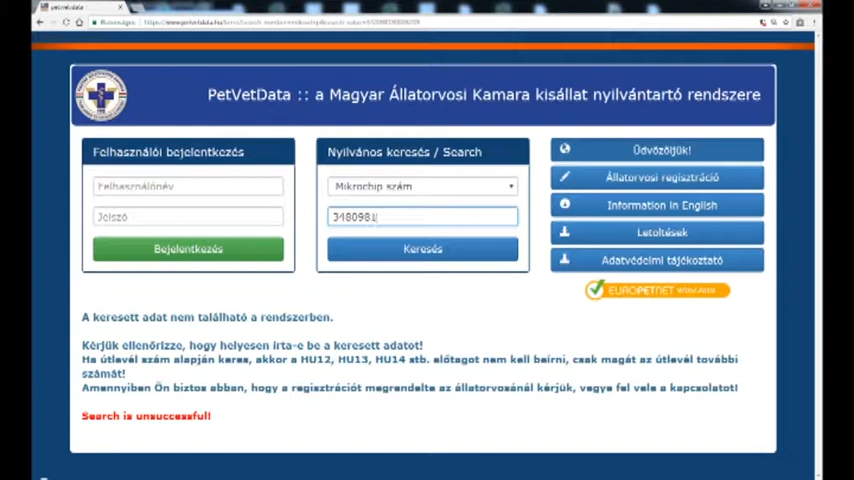 petvetdata
Biztonságos
PetVetData :: a Magyar Állatorvosi Kamara kisállat nyilvántartó rendszere
Felhasználói bejelentkezés
Felhasználónév
Jelszó
Bejelentkezés
Nyilvános keresés / Search
Mikrochip szám
348098
Keresés
Üdvözöljük!
Állatorvosi regisztráció
Information in English
Letoltések
Adatvédelmi tájékoztató
EUROPETNET
A keresett adat nem található a rendszerben.
Kérjük ellenőrizze, hogy helyesen írta-e be a keresett adatot!
Ha útlevél szám alapján keres, akkor a HU12, HU13, HU14 stb. előtagot nem kell beírni, csak magát az útlevél további
számát!
Amennyiben Ön biztos abban, hogy a regisztrációt megrendelte az állatorvosánál kérjük, vegye fel vele a kapcsolatot!
Search is unsuccessful!